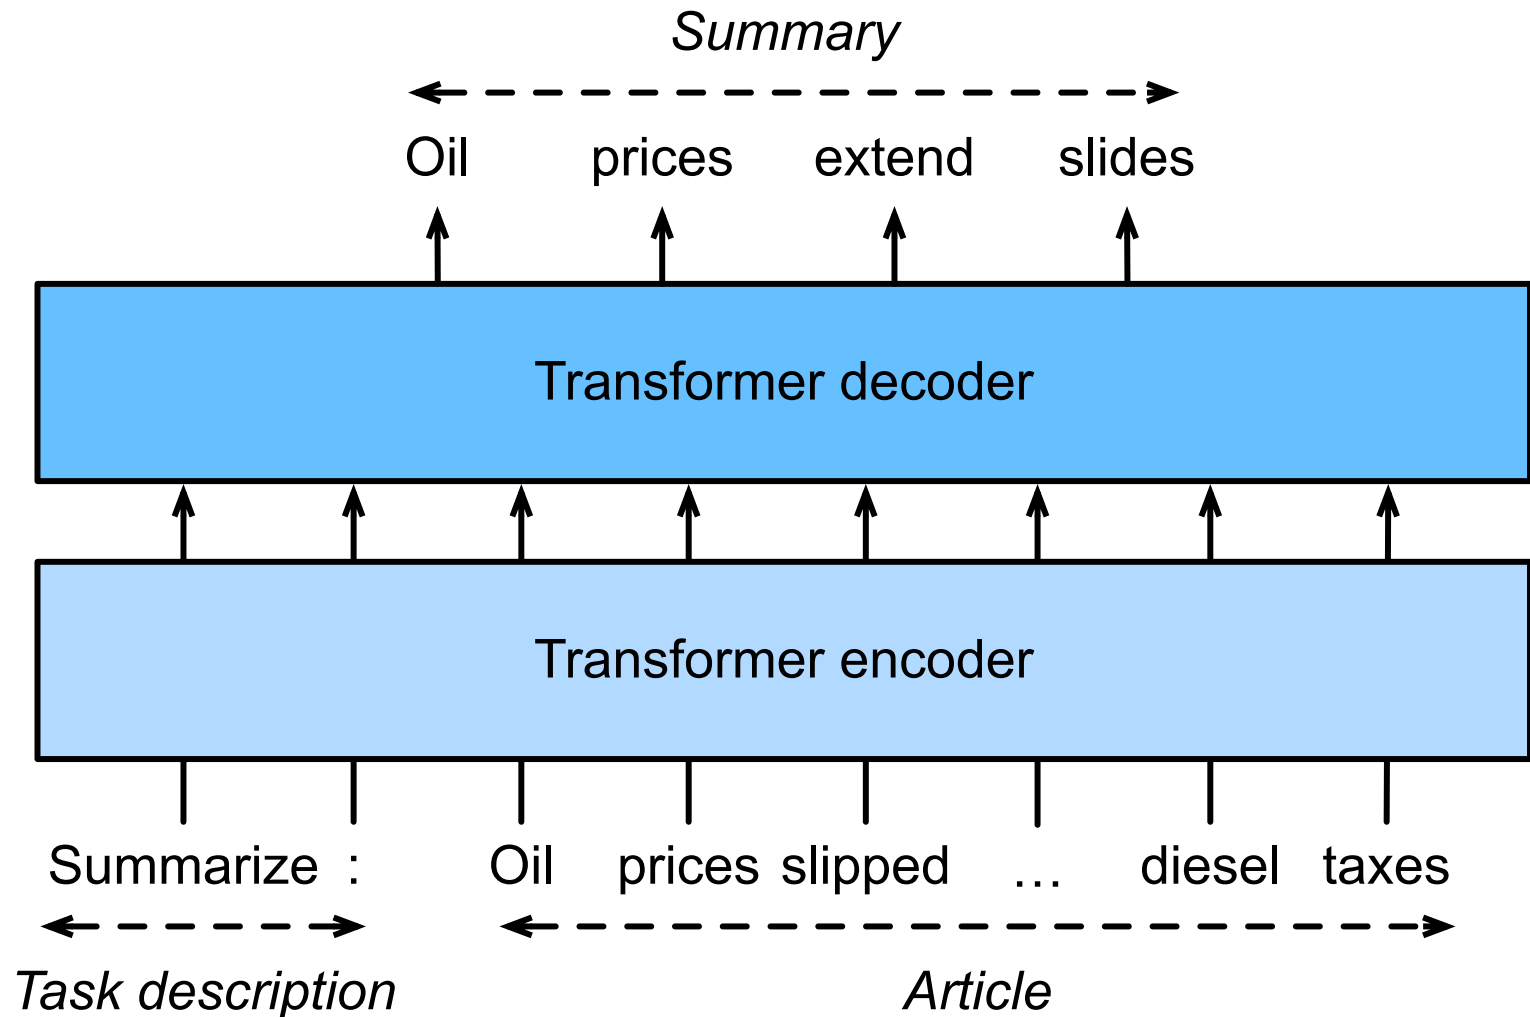 Summary
Oil prices extend slides
Transformer decoder
Transformer encoder
Summarize : Oil prices slipped … diesel taxes
Task description Article